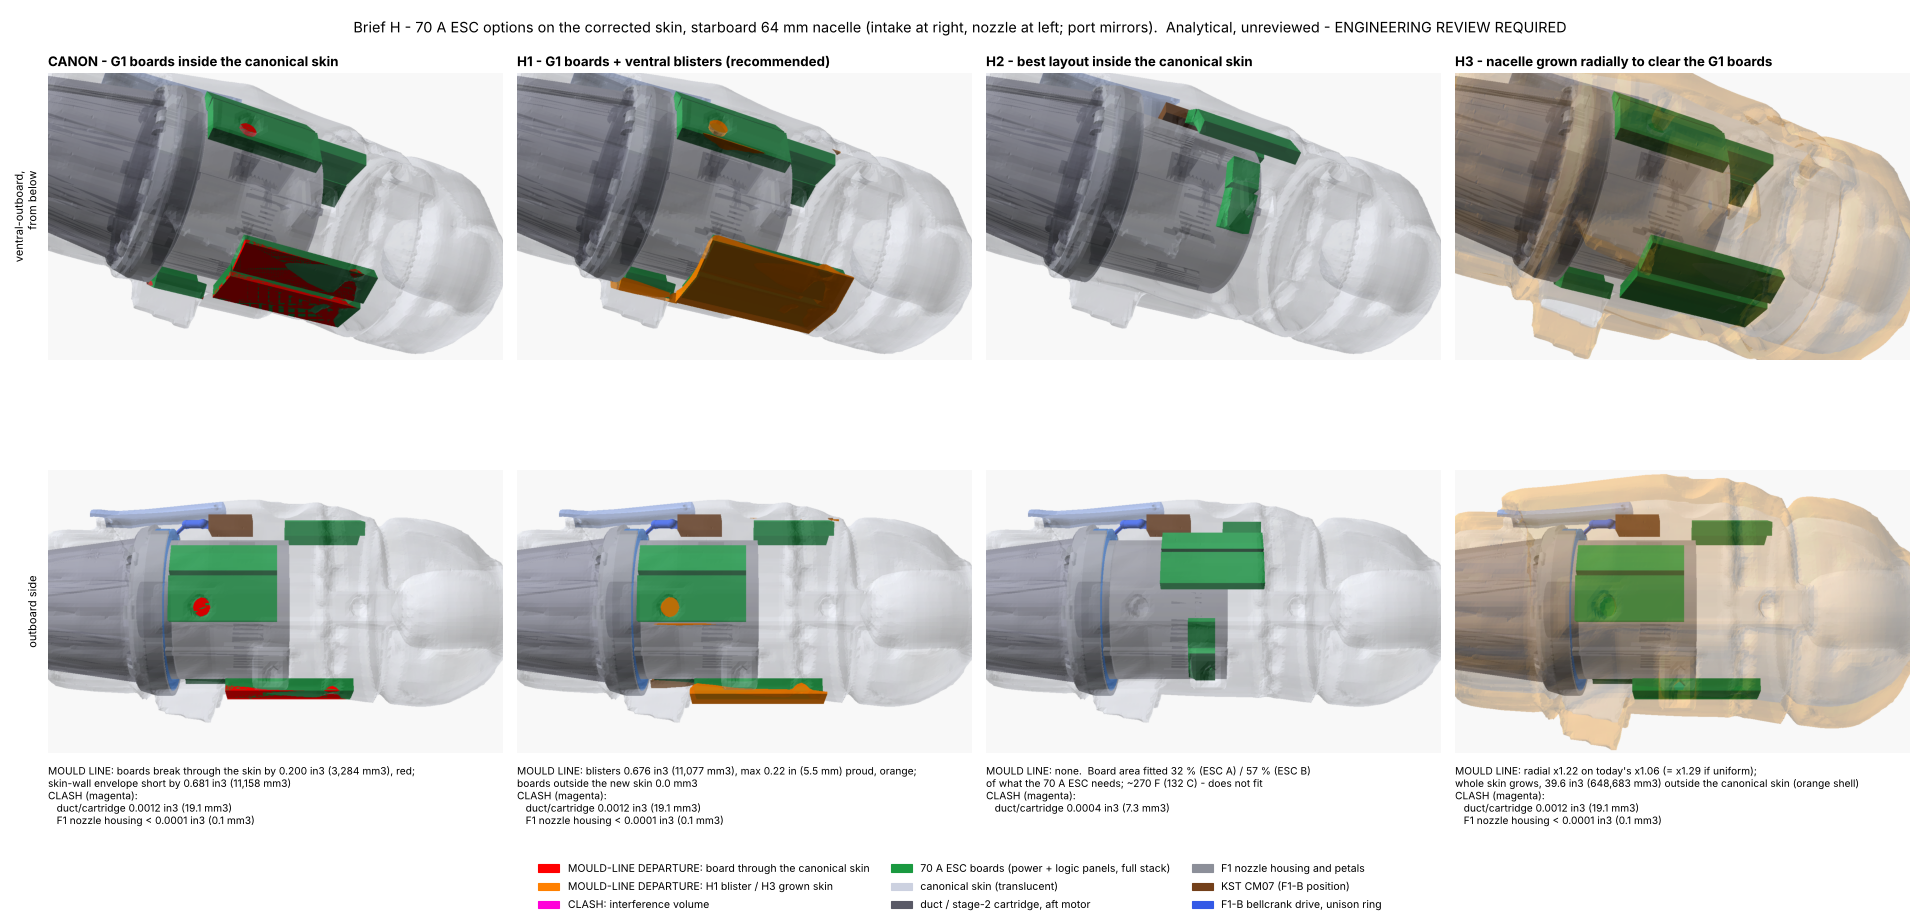 Brief H - 70 A ESC options on the corrected skin, starboard 64 mm nacelle (intake at right, nozzle at left; port mirrors).  Analytical, unreviewed - ENGINEERING REVIEW REQUIRED
CANON - G1 boards inside the canonical skin
H1 - G1 boards + ventral blisters (recommended)
H2 - best layout inside the canonical skin
H3 - nacelle grown radially to clear the G1 boards
ventral-outboard,
from below
outboard side
MOULD LINE: boards break through the skin by 0.200 in3 (3,284 mm3), red;
skin-wall envelope short by 0.681 in3 (11,158 mm3)
CLASH (magenta):
duct/cartridge 0.0012 in3 (19.1 mm3)
F1 nozzle housing < 0.0001 in3 (0.1 mm3)
MOULD LINE: blisters 0.676 in3 (11,077 mm3), max 0.22 in (5.5 mm) proud, orange;
boards outside the new skin 0.0 mm3
CLASH (magenta):
duct/cartridge 0.0012 in3 (19.1 mm3)
F1 nozzle housing < 0.0001 in3 (0.1 mm3)
MOULD LINE: none.  Board area fitted 32 % (ESC A) / 57 % (ESC B)
of what the 70 A ESC needs; ~270 F (132 C) - does not fit
CLASH (magenta):
duct/cartridge 0.0004 in3 (7.3 mm3)
MOULD LINE: radial x1.22 on today's x1.06 (= x1.29 if uniform);
whole skin grows, 39.6 in3 (648,683 mm3) outside the canonical skin (orange shell)
CLASH (magenta):
duct/cartridge 0.0012 in3 (19.1 mm3)
F1 nozzle housing < 0.0001 in3 (0.1 mm3)
MOULD-LINE DEPARTURE: board through the canonical skin
MOULD-LINE DEPARTURE: H1 blister / H3 grown skin
CLASH: interference volume
70 A ESC boards (power + logic panels, full stack)
canonical skin (translucent)
duct / stage-2 cartridge, aft motor
F1 nozzle housing and petals
KST CM07 (F1-B position)
F1-B bellcrank drive, unison ring